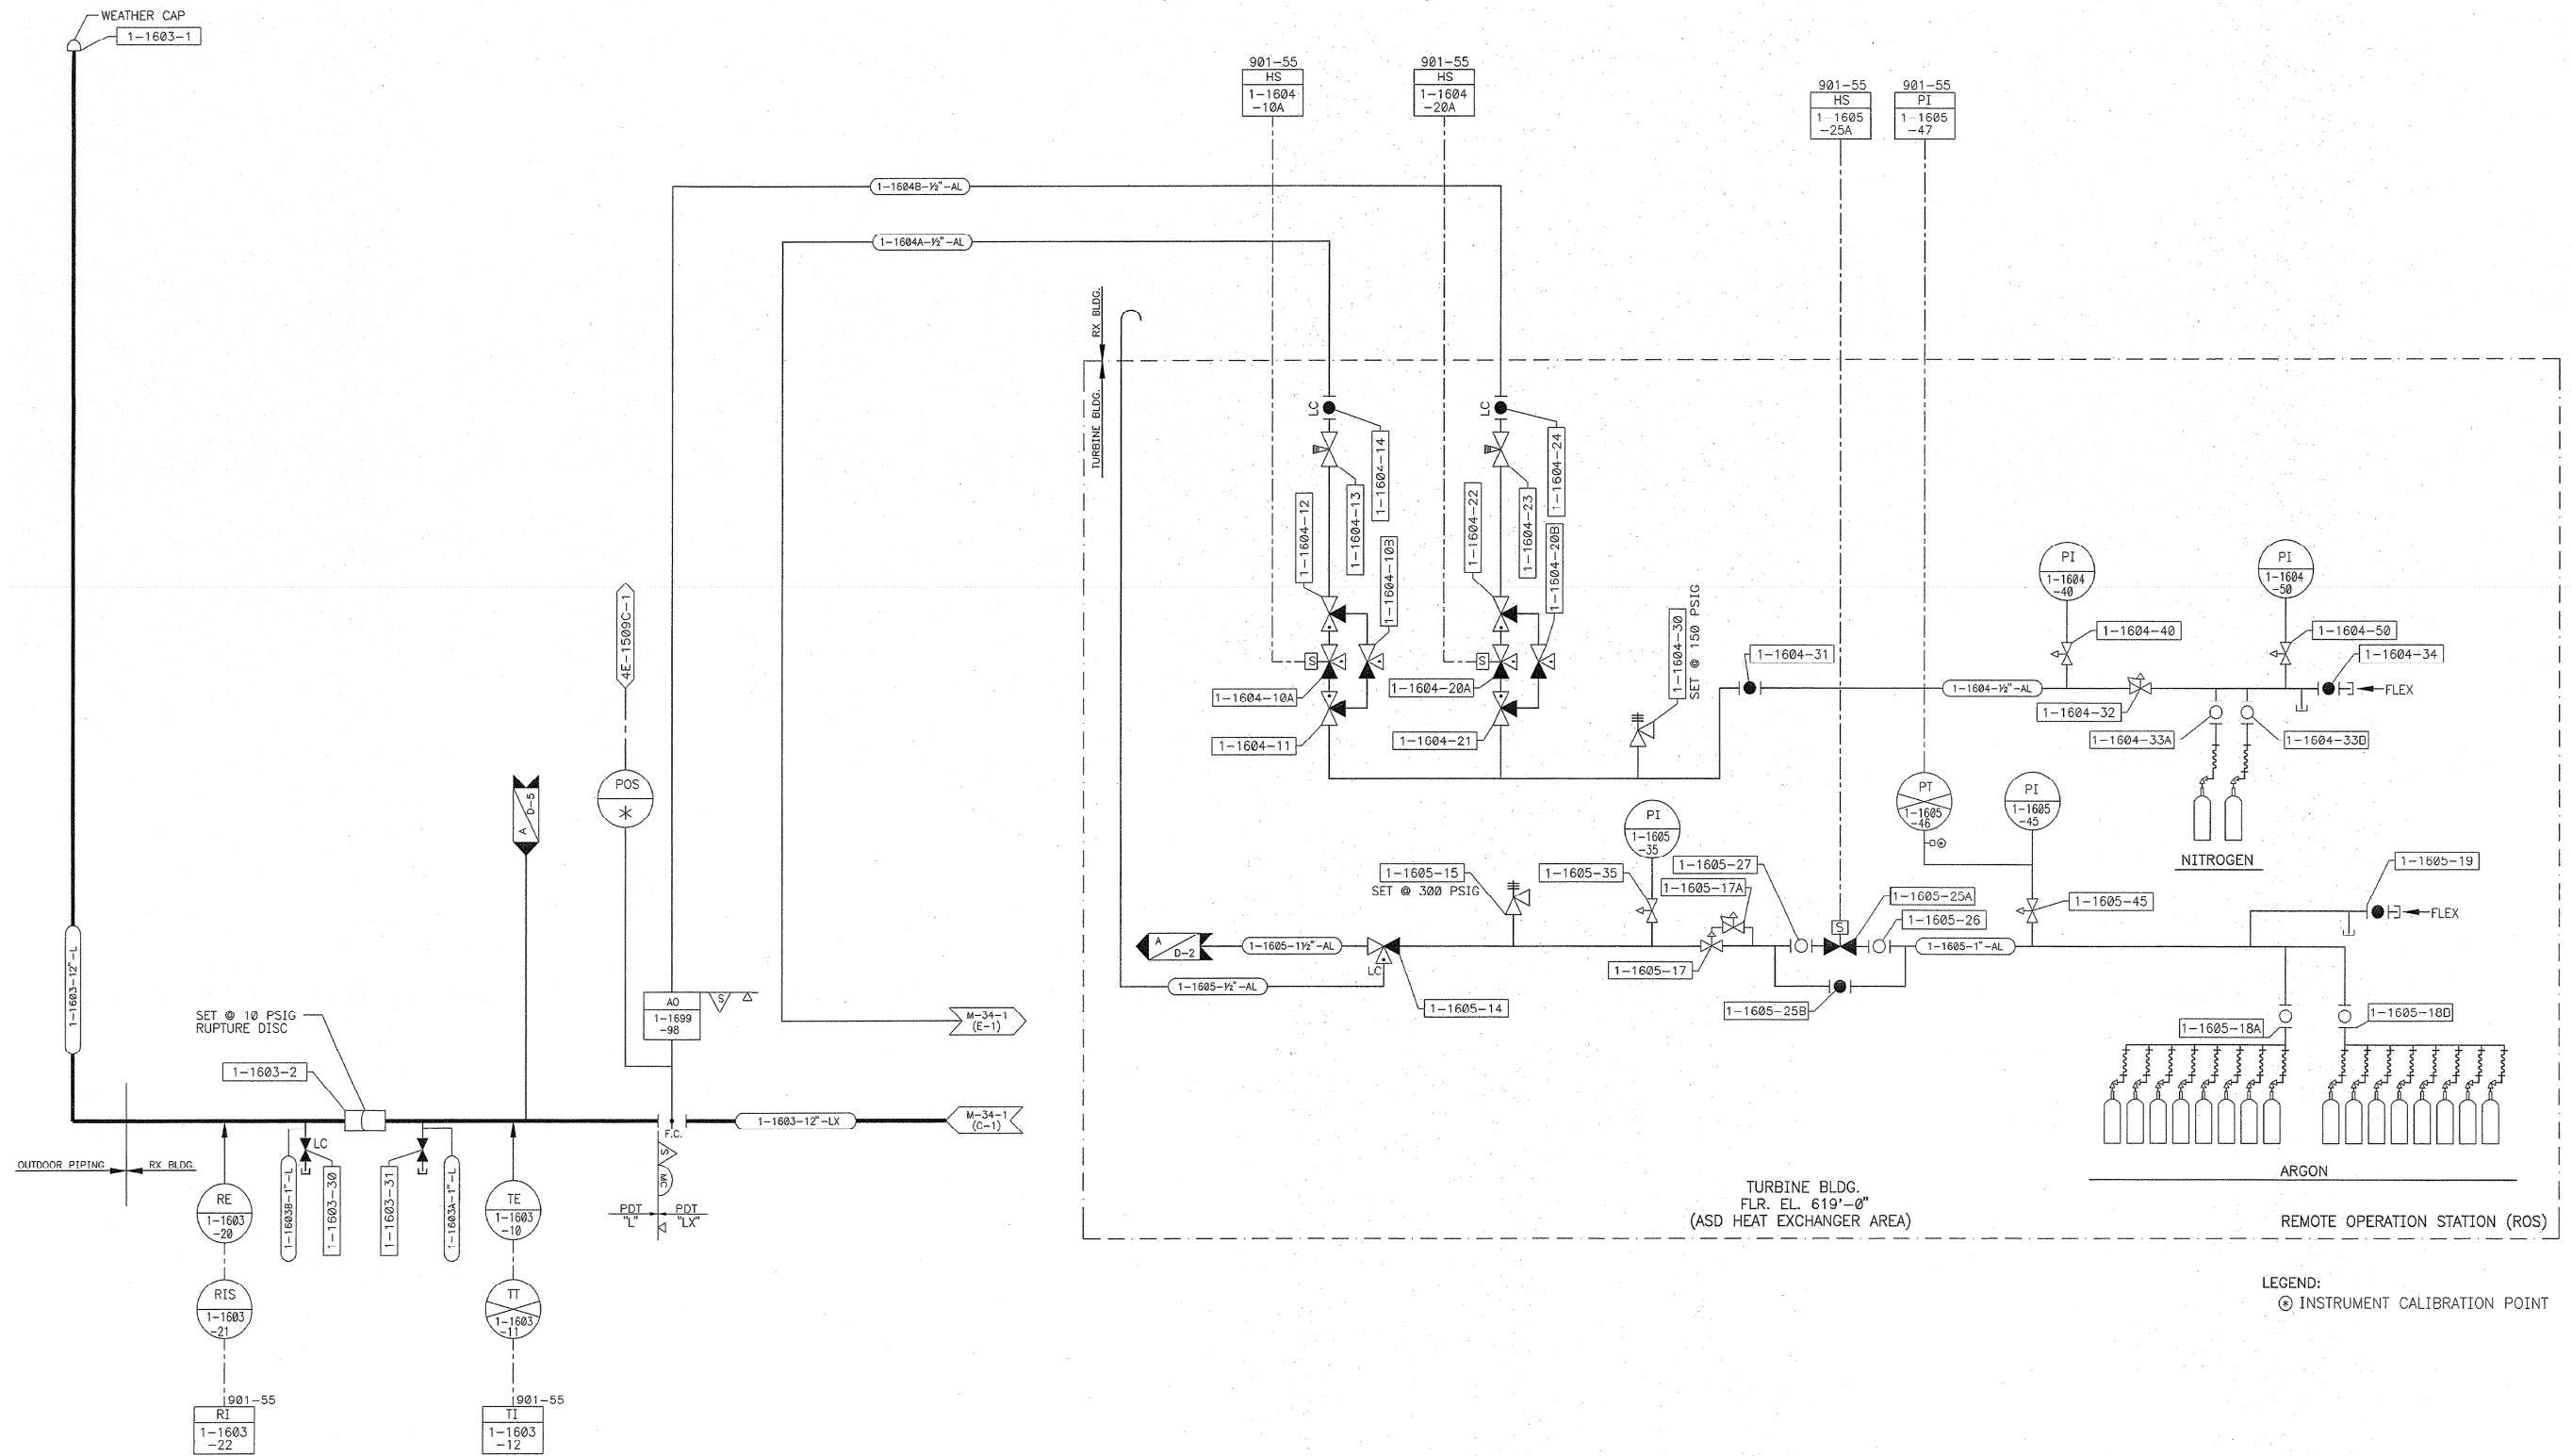 WEATHER CAP
1-1603-1
901-55
HS
1-1604
-10A
901-55
HS
1-1604
-20A
901-55
HS
1-1605
-25A
901-55
PI
1-1605
-47
1-1604B-½"-AL
1-1604A-½"-AL
RX BLDG.
TURBINE BLDG.
LC
1-1604-14
1-1604-13
1-1604-12
1-1604-10B
S
1-1604-10A
1-1604-11
LC
1-1604-24
1-1604-23
1-1604-22
1-1604-20B
S
1-1604-20A
1-1604-21
1-1604-30
SET @ 150 PSIG
1-1604-31
1-1604-½"-AL
PI
1-1604
-40
1-1604-40
PI
1-1604
-50
1-1604-50
1-1604-34
FLEX
1-1604-32
1-1604-33A
1-1604-33B
NITROGEN
4E-1509C-1
POS
*
A
D-5
AO
1-1699
-98
S
M-34-1
(E-1)
1-1603-12"-L
SET @ 10 PSIG
RUPTURE DISC
1-1603-2
F.C.
1-1603-12"-LX
M-34-1
(C-1)
S
MC
PDT
"L"
PDT
"LX"
OUTDOOR PIPING
RX BLDG.
LC
1-1603B-1"-L
1-1603-30
1-1603-31
1-1603A-1"-L
RE
1-1603
-20
RIS
1-1603
-21
901-55
RI
1-1603
-22
TE
1-1603
-10
TT
1-1603
-11
901-55
TI
1-1603
-12
A
D-2
1-1605-1½"-AL
1-1605-½"-AL
LC
1-1605-14
1-1605-15
SET @ 300 PSIG
1-1605-35
PI
1-1605
-35
1-1605-27
1-1605-17A
1-1605-17
S
1-1605-25A
1-1605-26
1-1605-25B
1-1605-1"-AL
PT
1-1605
-46
PI
1-1605
-45
1-1605-45
1-1605-19
FLEX
1-1605-18A
1-1605-18B
ARGON
TURBINE BLDG.
FLR. EL. 619'-0"
(ASD HEAT EXCHANGER AREA)
REMOTE OPERATION STATION (ROS)
LEGEND:
INSTRUMENT CALIBRATION POINT